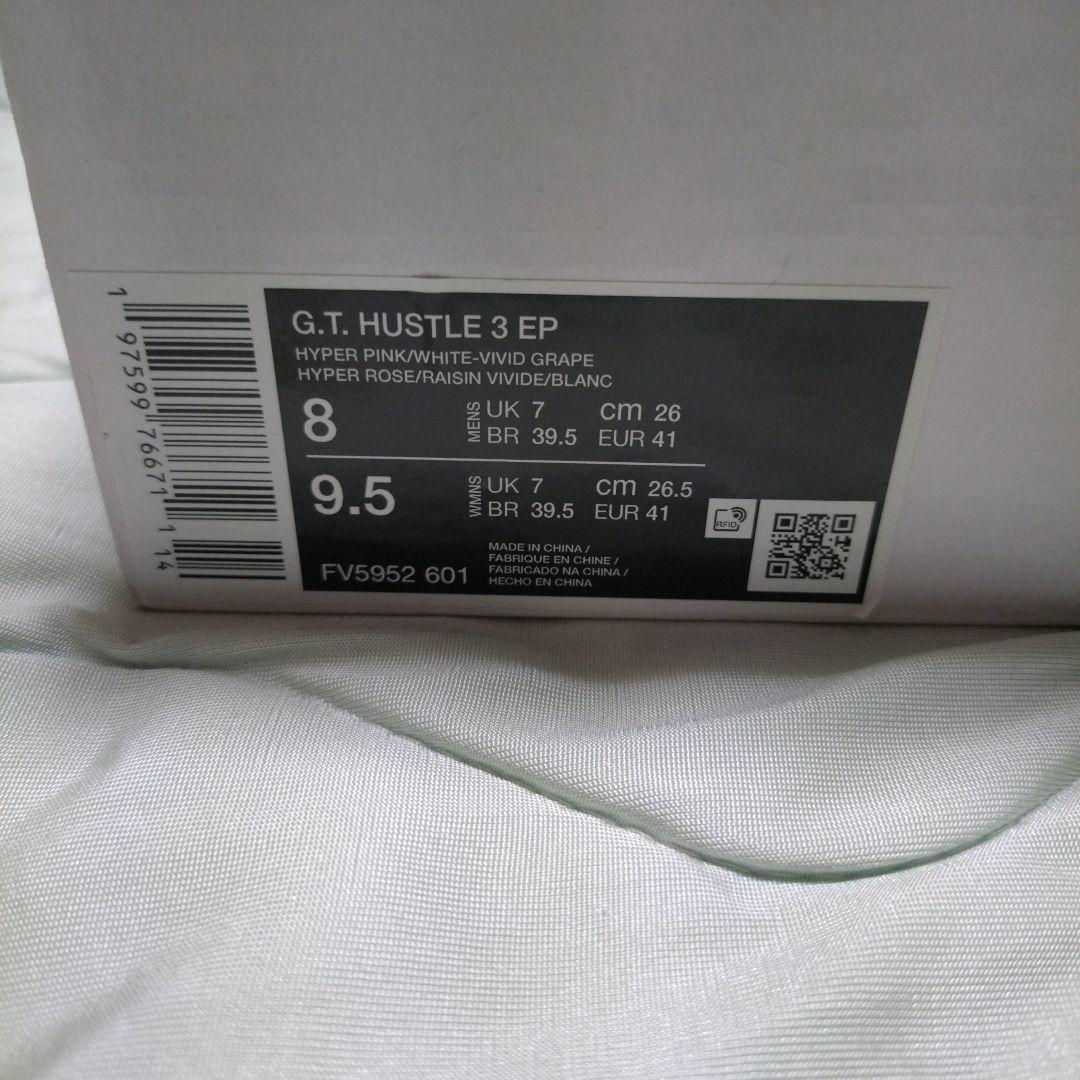 G.T. HUSTLE 3 EP
HYPER PINK/WHITE-VIVID GRAPE
HYPER ROSE/RAISIN VIVIDE/BLANC
8 MENS UK 7 cm 26
BR 39.5 EUR 41
9.5 WMNS UK 7 cm 26.5
BR 39.5 EUR 41
FV5952 601
MADE IN CHINA /
FABRIQUE EN CHINE /
FABRICADO NA CHINA /
HECHO EN CHINA
RFID
1 97599 76671 1 14